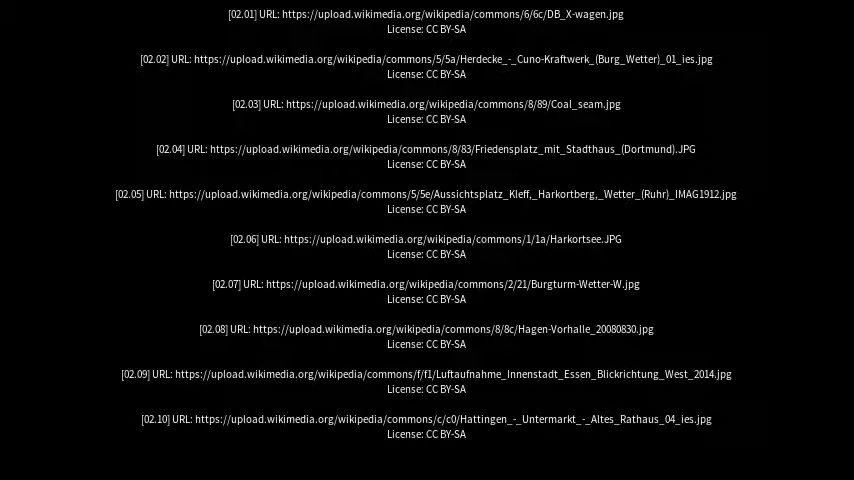 [02.01] URL: https://upload.wikimedia.org/wikipedia/commons/6/6c/DB_X-wagen.jpg
License: CC BY-SA
[02.02] URL: https://upload.wikimedia.org/wikipedia/commons/5/5a/Herdecke_-_Cuno-Kraftwerk_(Burg_Wetter)_01_ies.jpg
License: CC BY-SA
[02.03] URL: https://upload.wikimedia.org/wikipedia/commons/8/89/Coal_seam.jpg
License: CC BY-SA
[02.04] URL: https://upload.wikimedia.org/wikipedia/commons/8/83/Friedensplatz_mit_Stadthaus_(Dortmund).JPG
License: CC BY-SA
[02.05] URL: https://upload.wikimedia.org/wikipedia/commons/5/5e/Aussichtsplatz_Kleff,_Harkortberg,_Wetter_(Ruhr)_IMAG1912.jpg
License: CC BY-SA
[02.06] URL: https://upload.wikimedia.org/wikipedia/commons/1/1a/Harkortsee.JPG
License: CC BY-SA
[02.07] URL: https://upload.wikimedia.org/wikipedia/commons/2/21/Burgturm-Wetter-W.jpg
License: CC BY-SA
[02.08] URL: https://upload.wikimedia.org/wikipedia/commons/8/8c/Hagen-Vorhalle_20080830.jpg
License: CC BY-SA
[02.09] URL: https://upload.wikimedia.org/wikipedia/commons/f/f1/Luftaufnahme_Innenstadt_Essen_Blickrichtung_West_2014.jpg
License: CC BY-SA
[02.10] URL: https://upload.wikimedia.org/wikipedia/commons/c/c0/Hattingen_-_Untermarkt_-_Altes_Rathaus_04_ies.jpg
License: CC BY-SA